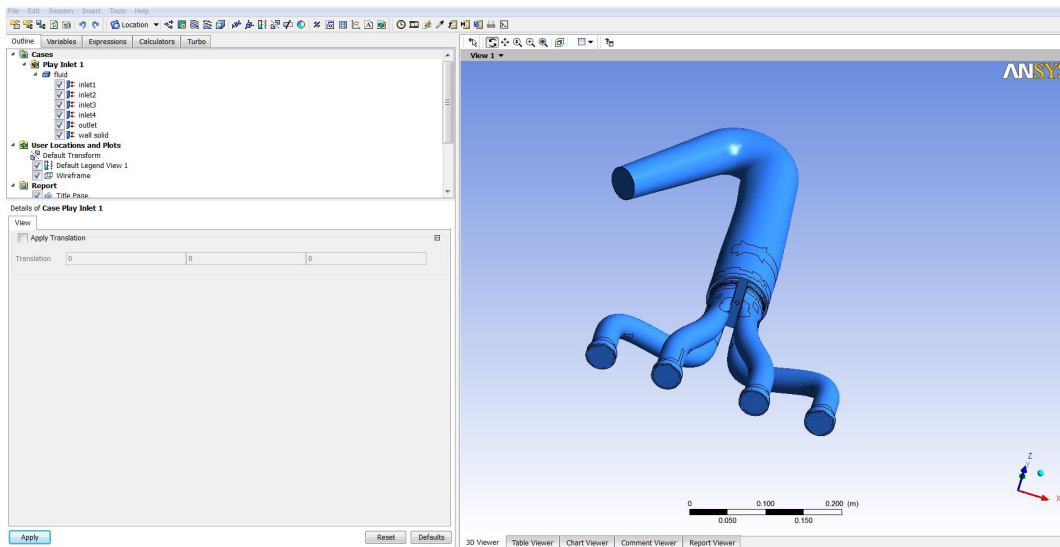 File Edit Session Insert Tools Help
Location
Outline Variables Expressions Calculators Turbo
View 1
Cases
Play Inlet 1
fluid
inlet1
inlet2
inlet3
inlet4
outlet
wall solid
User Locations and Plots
Default Transform
Default Legend View 1
Wireframe
Report
Title Page
Details of Case Play Inlet 1
View
Apply Translation
Translation 0 0 0
Apply Reset Defaults
ANSYS
Z
Y
X
0 0.100 0.200 (m)
0.050 0.150
3D Viewer Table Viewer Chart Viewer Comment Viewer Report Viewer